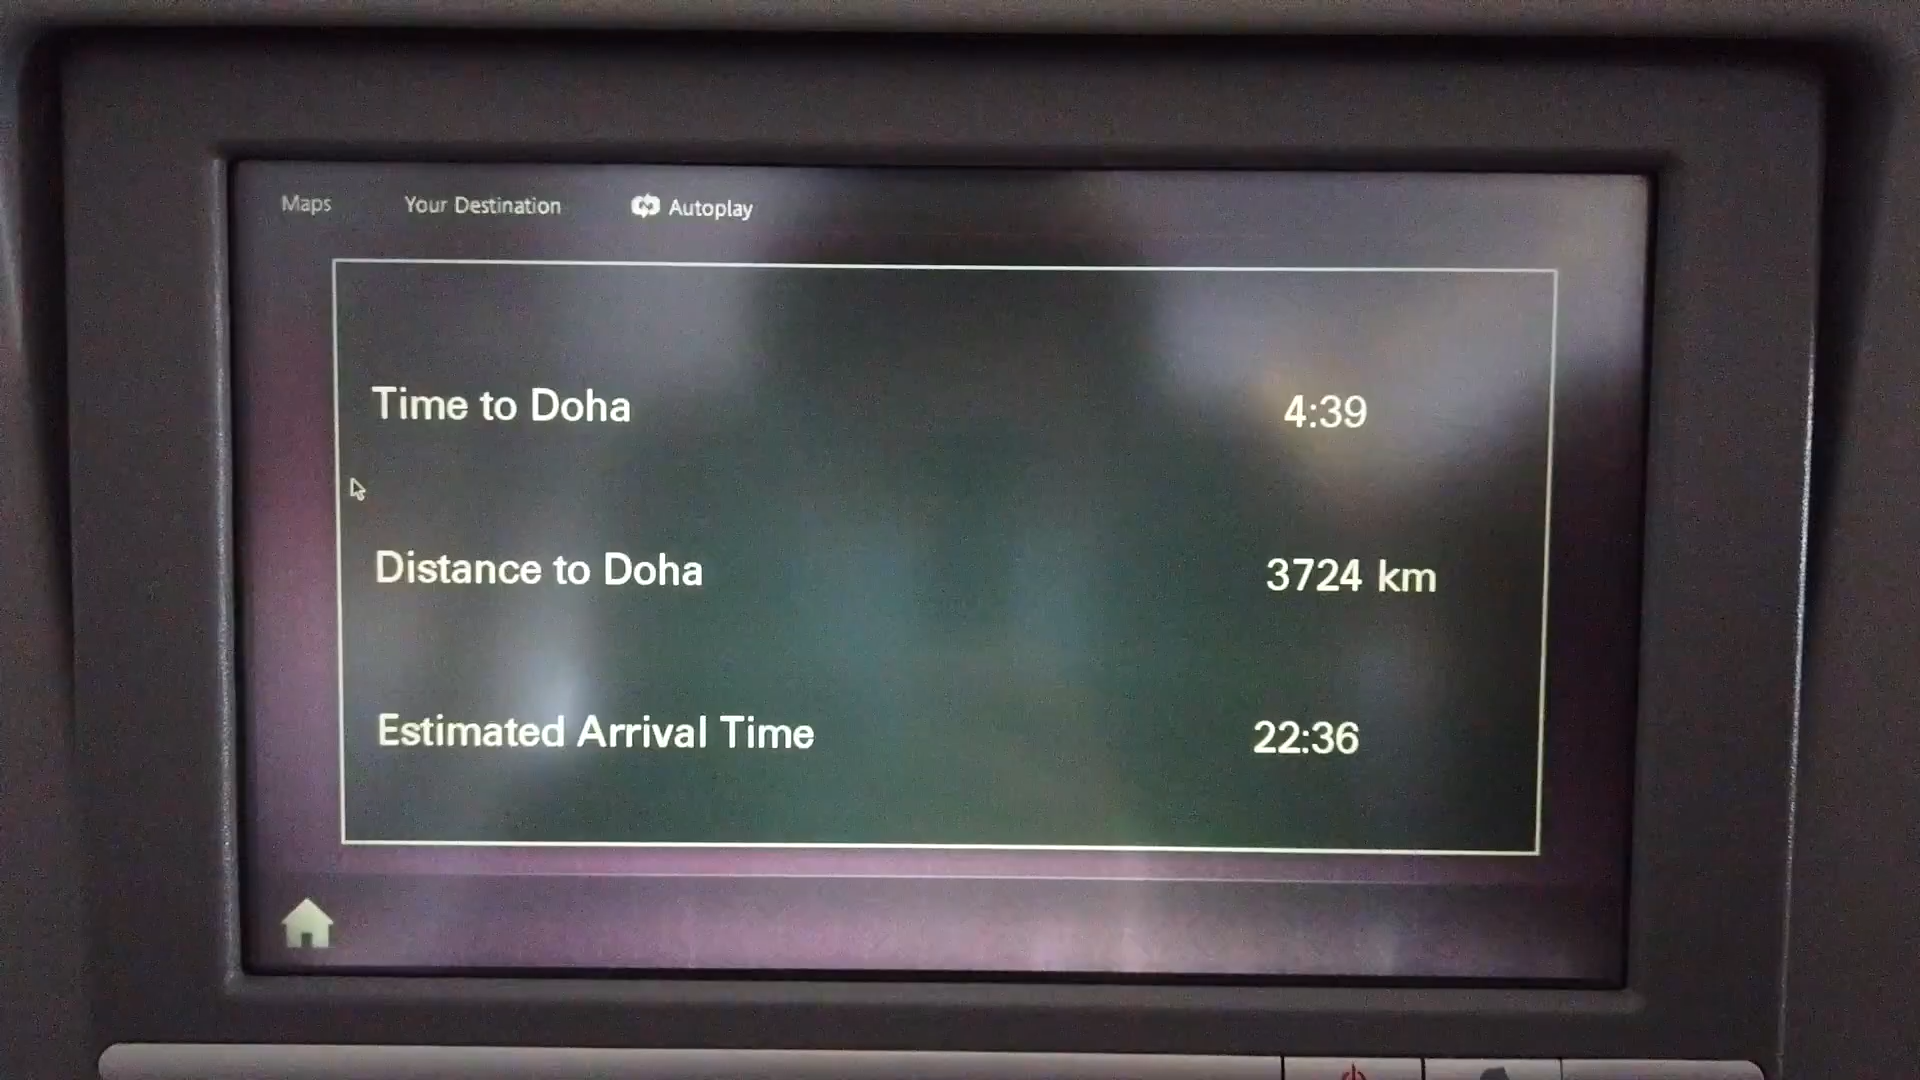 Maps Your Destination Autoplay
Time to Doha 4:39
Distance to Doha 3724 km
Estimated Arrival Time 22:36